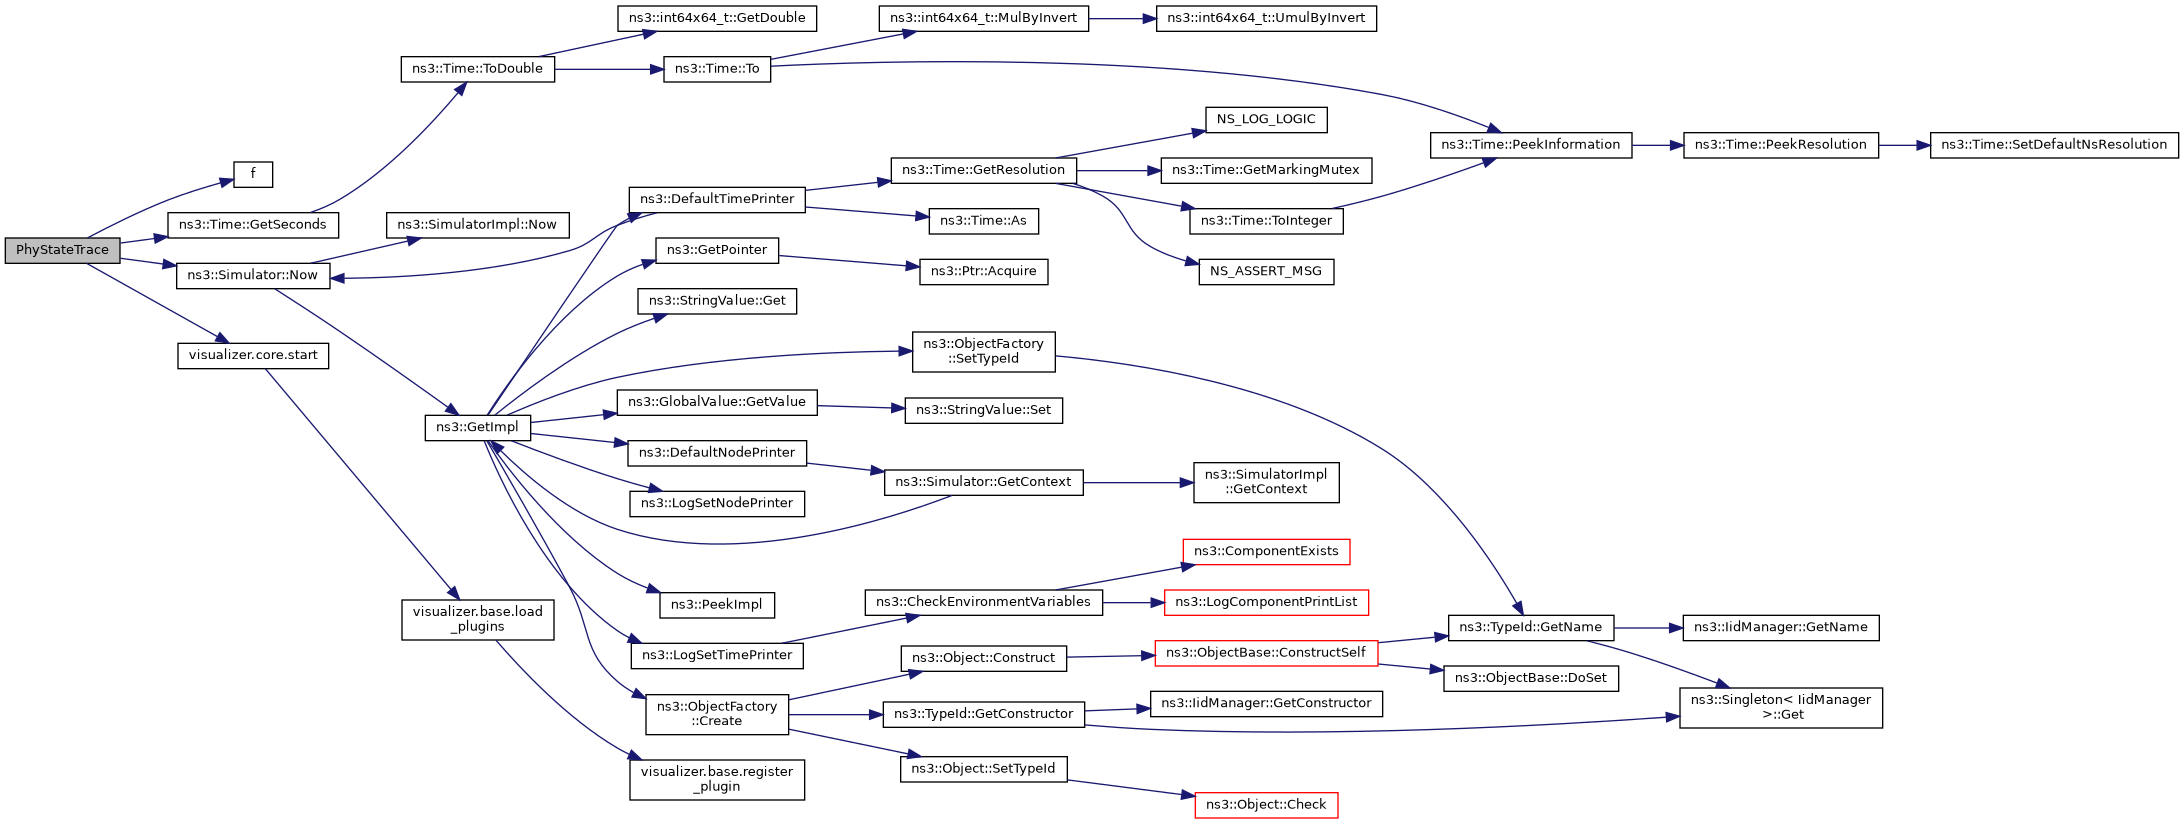 ns3::int64x64_t::GetDouble
ns3::int64x64_t::MulByInvert
ns3::int64x64_t::UmulByInvert
ns3::Time::ToDouble
ns3::Time::To
NS_LOG_LOGIC
ns3::Time::PeekInformation
ns3::Time::PeekResolution
ns3::Time::SetDefaultNsResolution
f
ns3::Time::GetResolution
ns3::Time::GetMarkingMutex
ns3::DefaultTimePrinter
ns3::Time::GetSeconds
ns3::SimulatorImpl::Now
ns3::Time::As
ns3::Time::ToInteger
PhyStateTrace
ns3::GetPointer
ns3::Simulator::Now
ns3::Ptr::Acquire
NS_ASSERT_MSG
ns3::StringValue::Get
visualizer.core.start
ns3::ObjectFactory
::SetTypeId
ns3::GlobalValue::GetValue
ns3::StringValue::Set
ns3::GetImpl
ns3::DefaultNodePrinter
ns3::Simulator::GetContext
ns3::SimulatorImpl
::GetContext
ns3::LogSetNodePrinter
ns3::ComponentExists
ns3::PeekImpl
ns3::CheckEnvironmentVariables
ns3::LogComponentPrintList
visualizer.base.load
_plugins
ns3::TypeId::GetName
ns3::IidManager::GetName
ns3::LogSetTimePrinter
ns3::Object::Construct
ns3::ObjectBase::ConstructSelf
ns3::ObjectBase::DoSet
ns3::ObjectFactory
::Create
ns3::TypeId::GetConstructor
ns3::IidManager::GetConstructor
ns3::Singleton< IidManager
>::Get
visualizer.base.register
_plugin
ns3::Object::SetTypeId
ns3::Object::Check